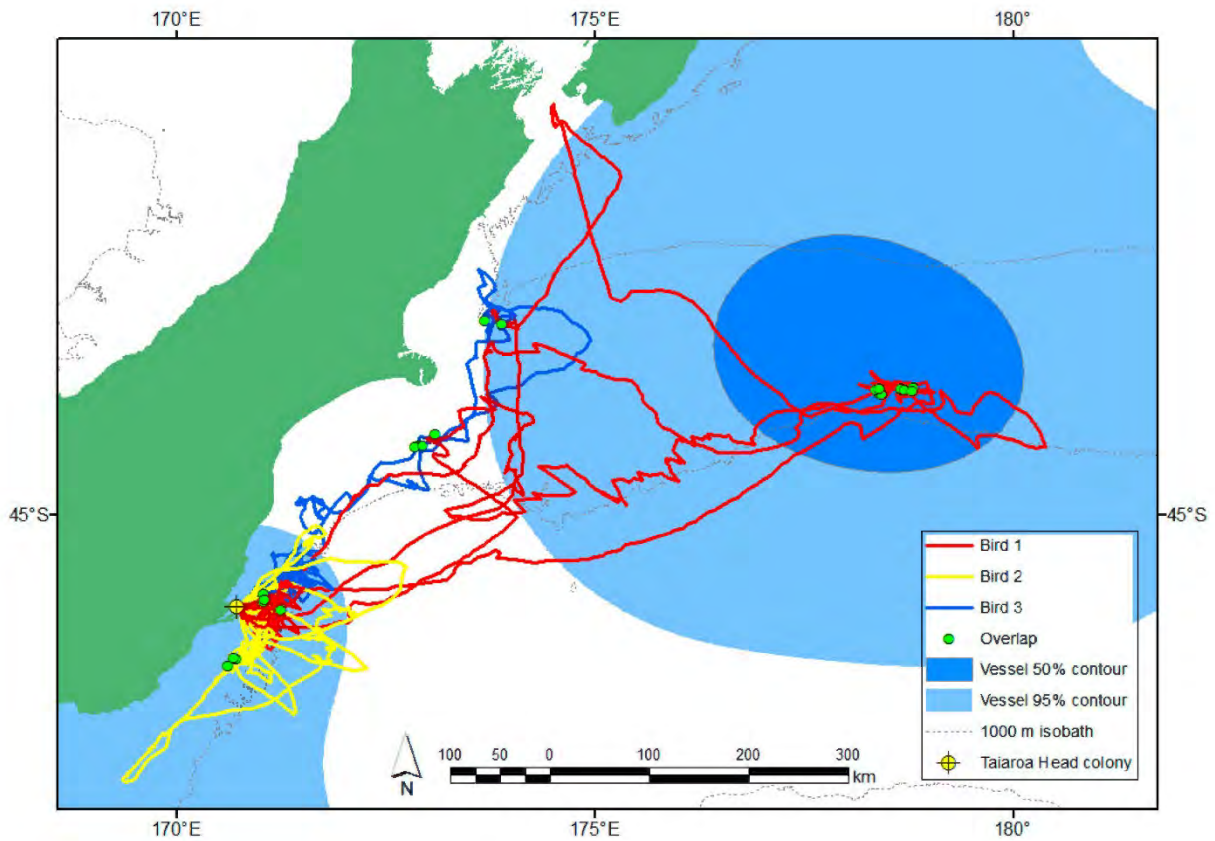 170°E 175°E 180°
45°S 45°S
Bird 1
Bird 2
Bird 3
Overlap
Vessel 50% contour
Vessel 95% contour
1000 m isobath
Taiaroa Head colony
100 50 0 100 200 300
km
N
170°E 175°E 180°